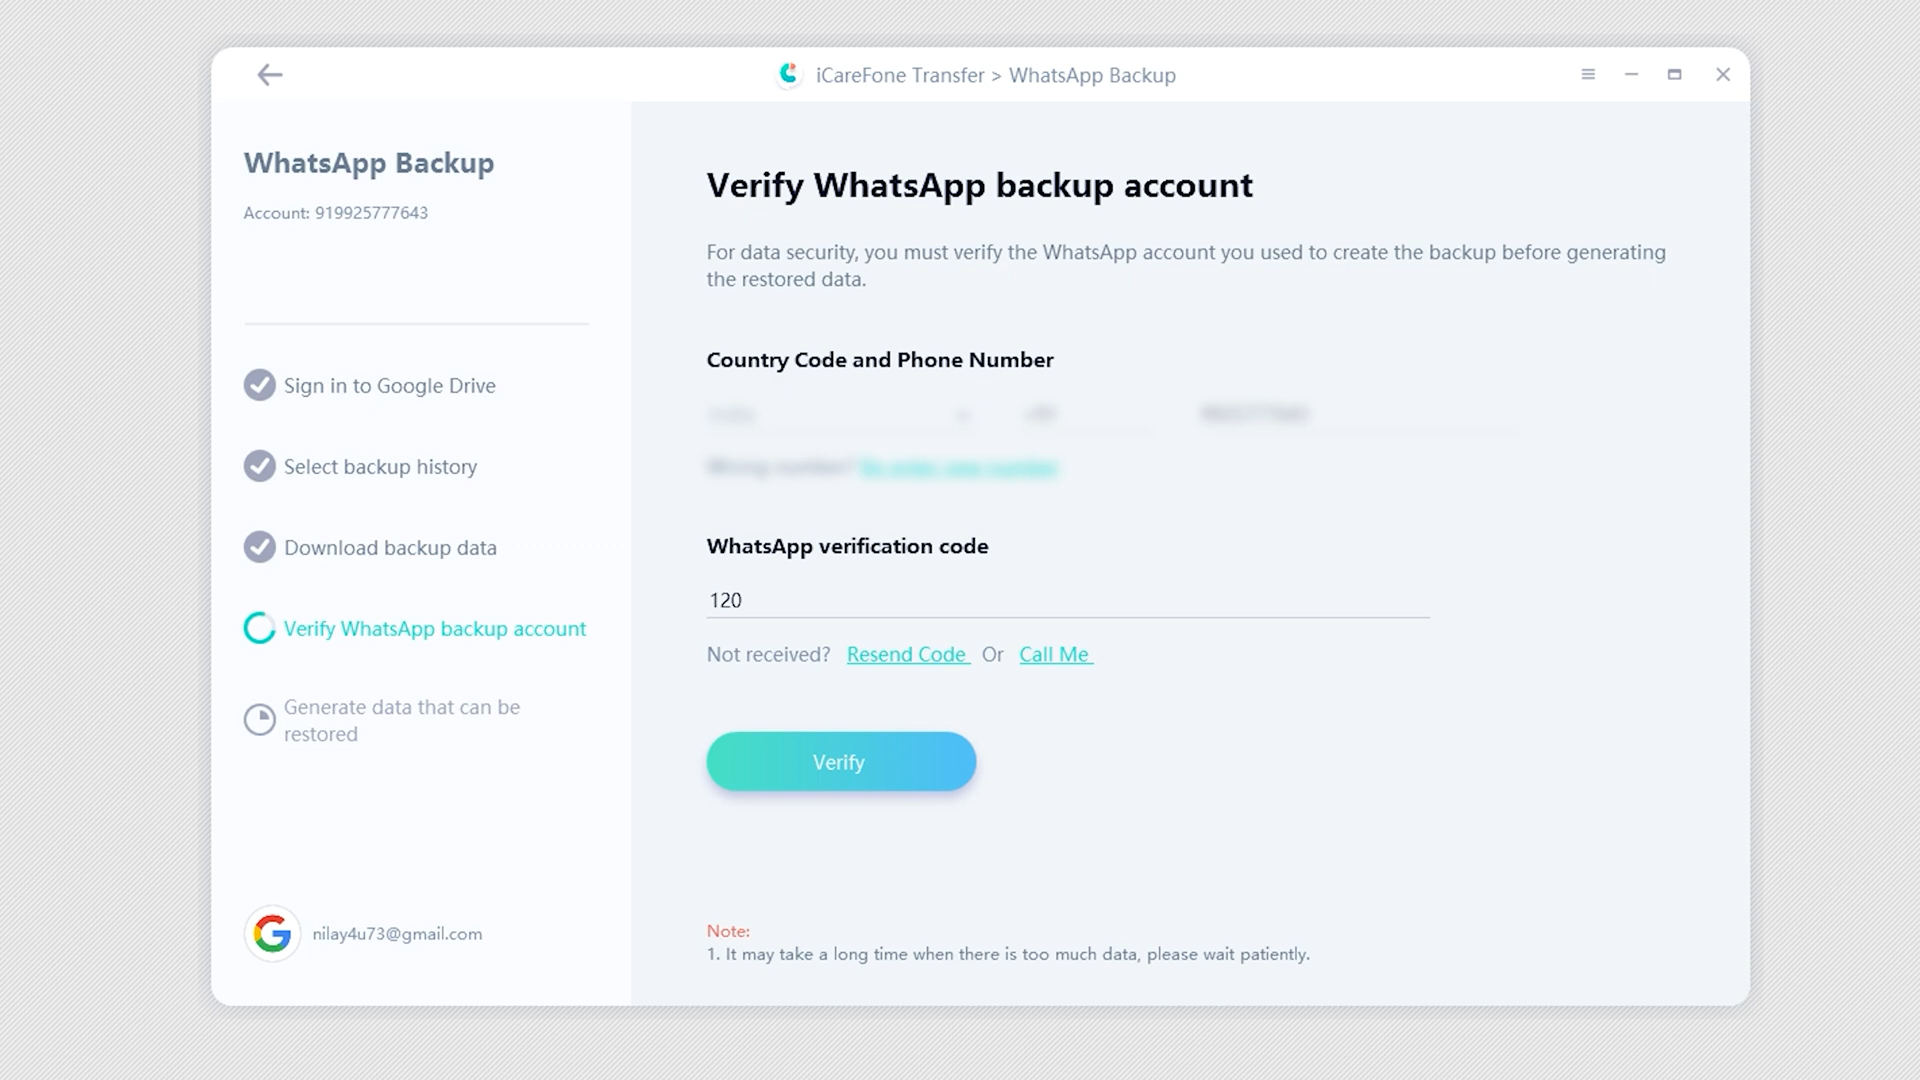 iCareFone Transfer > WhatsApp Backup
WhatsApp Backup
Account: 919925777643
Sign in to Google Drive
Select backup history
Download backup data
Verify WhatsApp backup account
Generate data that can be
restored
nilay4u73@gmail.com
Verify WhatsApp backup account
For data security, you must verify the WhatsApp account you used to create the backup before generating
the restored data.
Country Code and Phone Number
WhatsApp verification code
120
Not received? Resend Code Or Call Me
Verify
Note:
1. It may take a long time when there is too much data, please wait patiently.